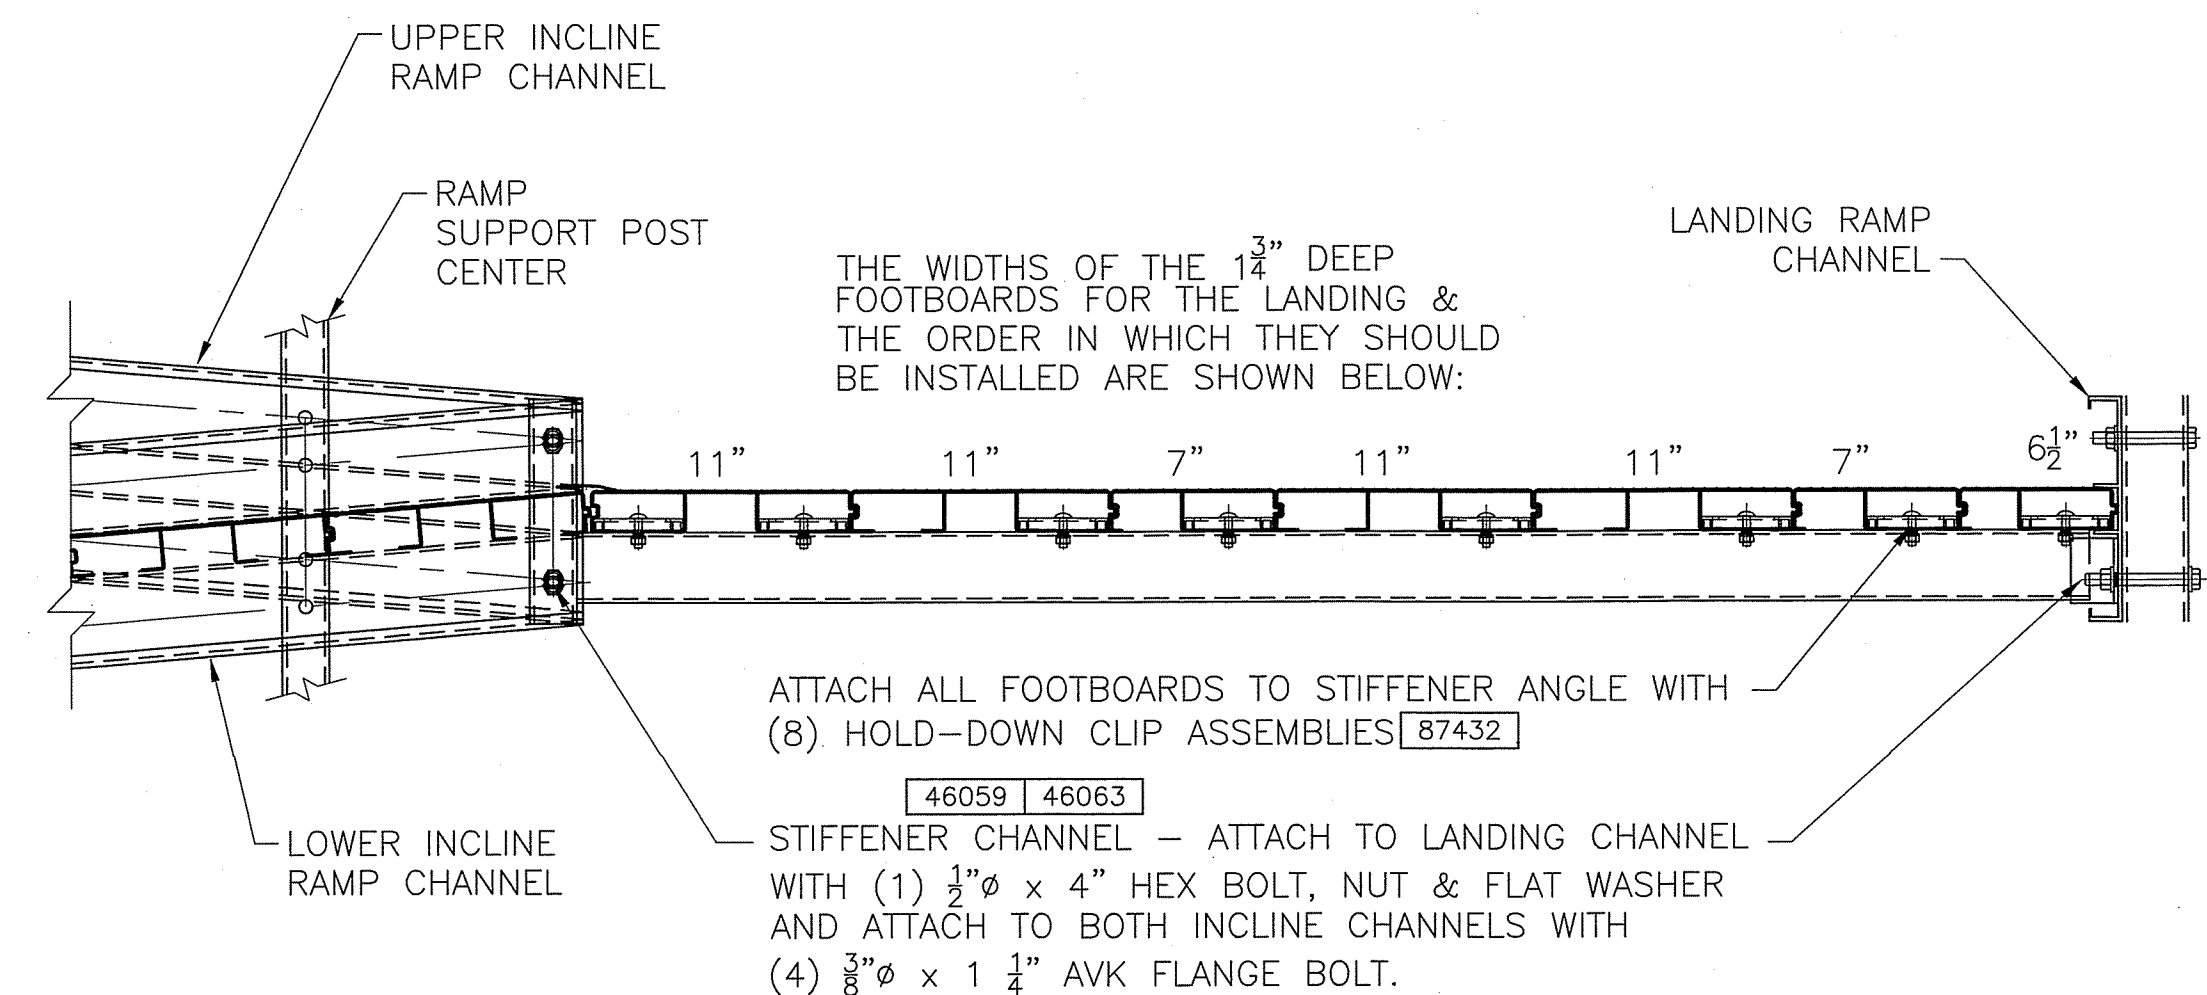 UPPER INCLINE
RAMP CHANNEL
RAMP
SUPPORT POST
CENTER
THE WIDTHS OF THE 1 3/4" DEEP
FOOTBOARDS FOR THE LANDING &
THE ORDER IN WHICH THEY SHOULD
BE INSTALLED ARE SHOWN BELOW:
LANDING RAMP
CHANNEL
11" 11" 7" 11" 11" 7" 6 1/2"
ATTACH ALL FOOTBOARDS TO STIFFENER ANGLE WITH
(8) HOLD-DOWN CLIP ASSEMBLIES 87432
46059 46063
STIFFENER CHANNEL - ATTACH TO LANDING CHANNEL
WITH (1) 1/2"ø x 4" HEX BOLT, NUT & FLAT WASHER
AND ATTACH TO BOTH INCLINE CHANNELS WITH
(4) 3/8"ø x 1 1/4" AVK FLANGE BOLT.
LOWER INCLINE
RAMP CHANNEL